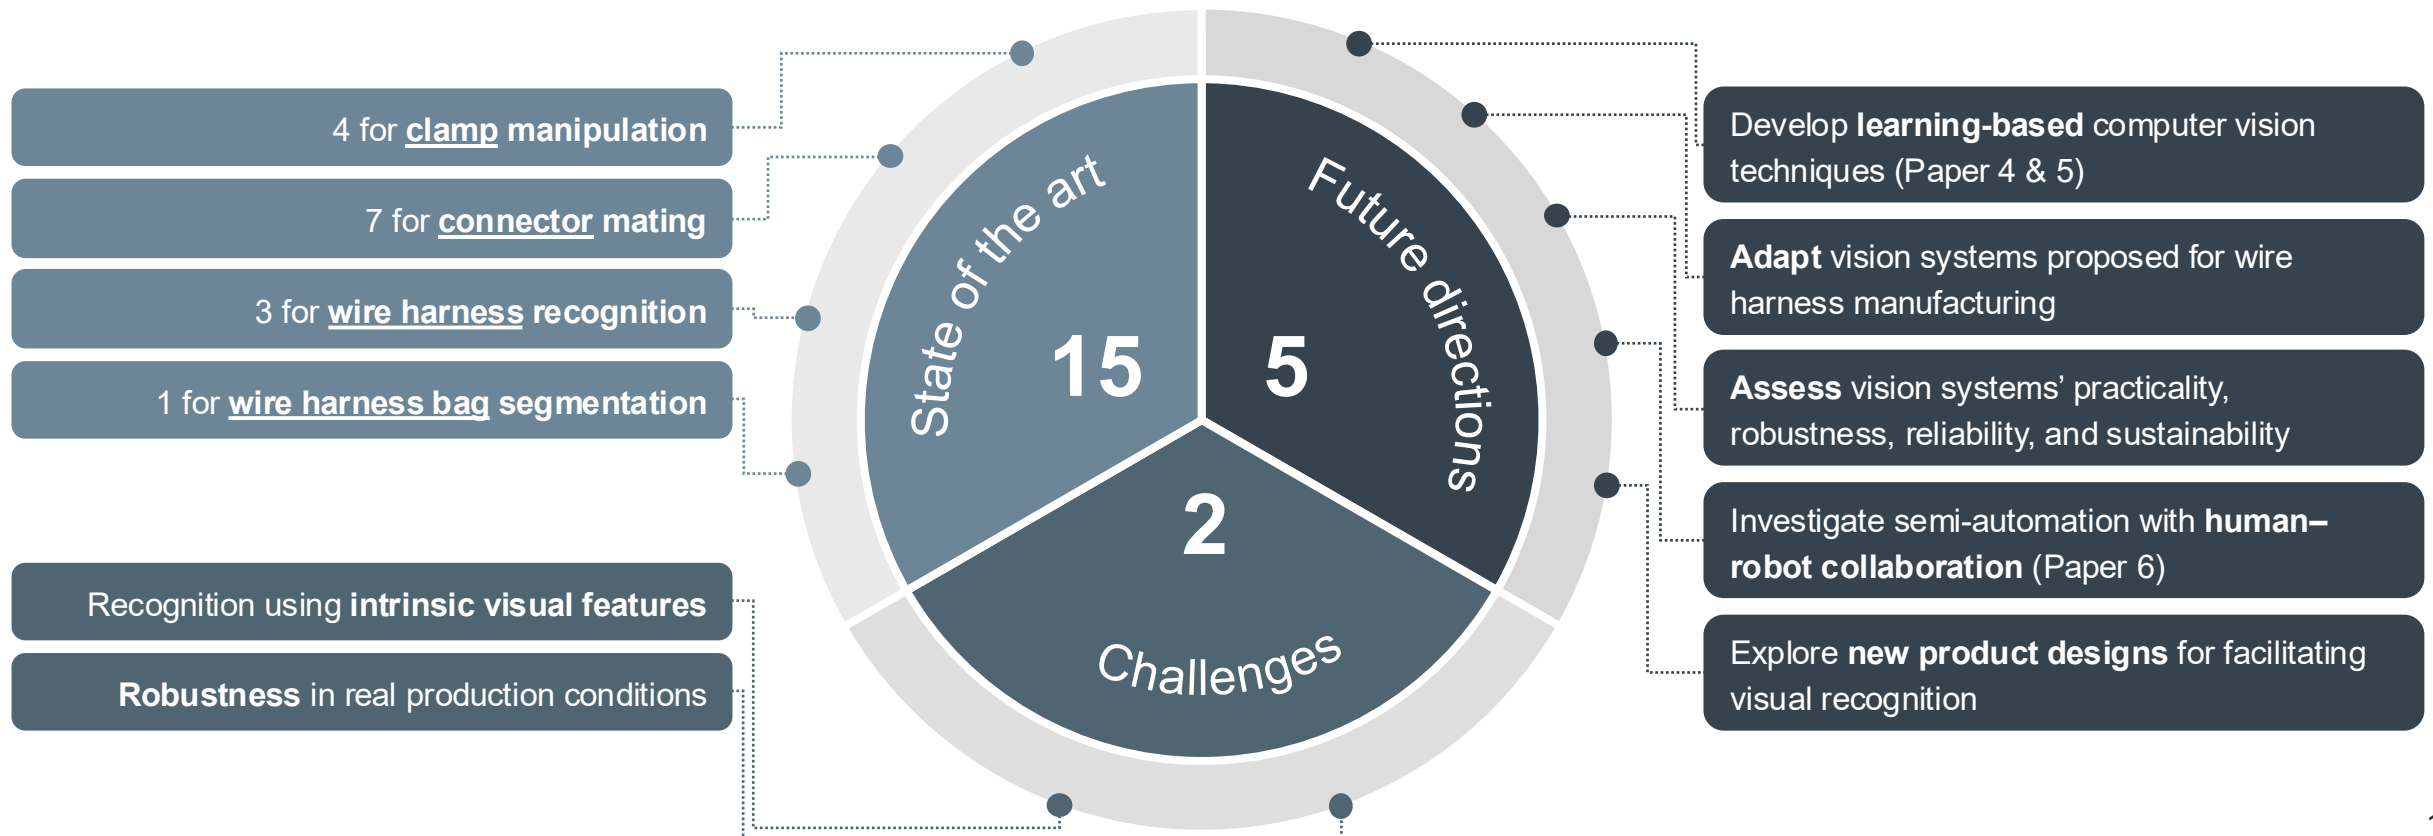 4 for clamp manipulation
7 for connector mating
3 for wire harness recognition
1 for wire harness bag segmentation
Recognition using intrinsic visual features
Robustness in real production conditions
State of the art
15
Future directions
5
2
Challenges
Develop learning-based computer vision
techniques (Paper 4 & 5)
Adapt vision systems proposed for wire
harness manufacturing
Assess vision systems’ practicality,
robustness, reliability, and sustainability
Investigate semi-automation with human–
robot collaboration (Paper 6)
Explore new product designs for facilitating
visual recognition